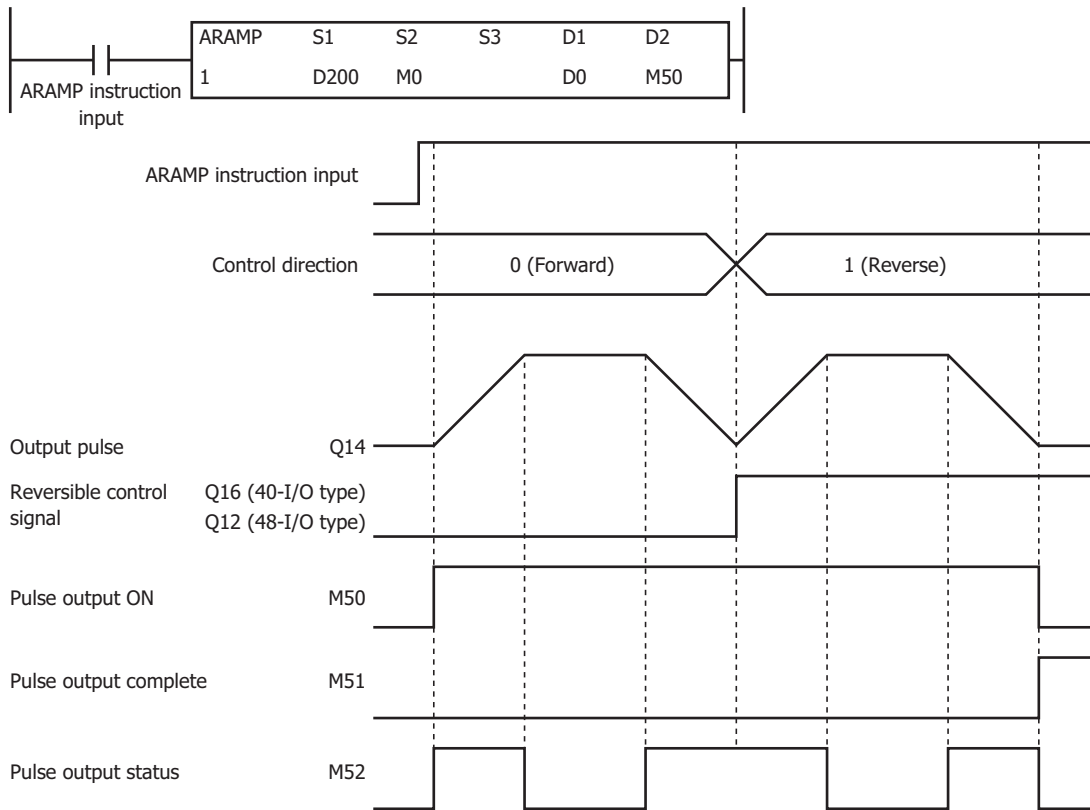 ARAMP S1 S2 S3 D1 D2
1 D200 M0 D0 M50
ARAMP instruction
input
ARAMP instruction input
Control direction 0 (Forward) 1 (Reverse)
Output pulse Q14
Reversible control Q16 (40-I/O type)
signal Q12 (48-I/O type)
Pulse output ON M50
Pulse output complete M51
Pulse output status M52